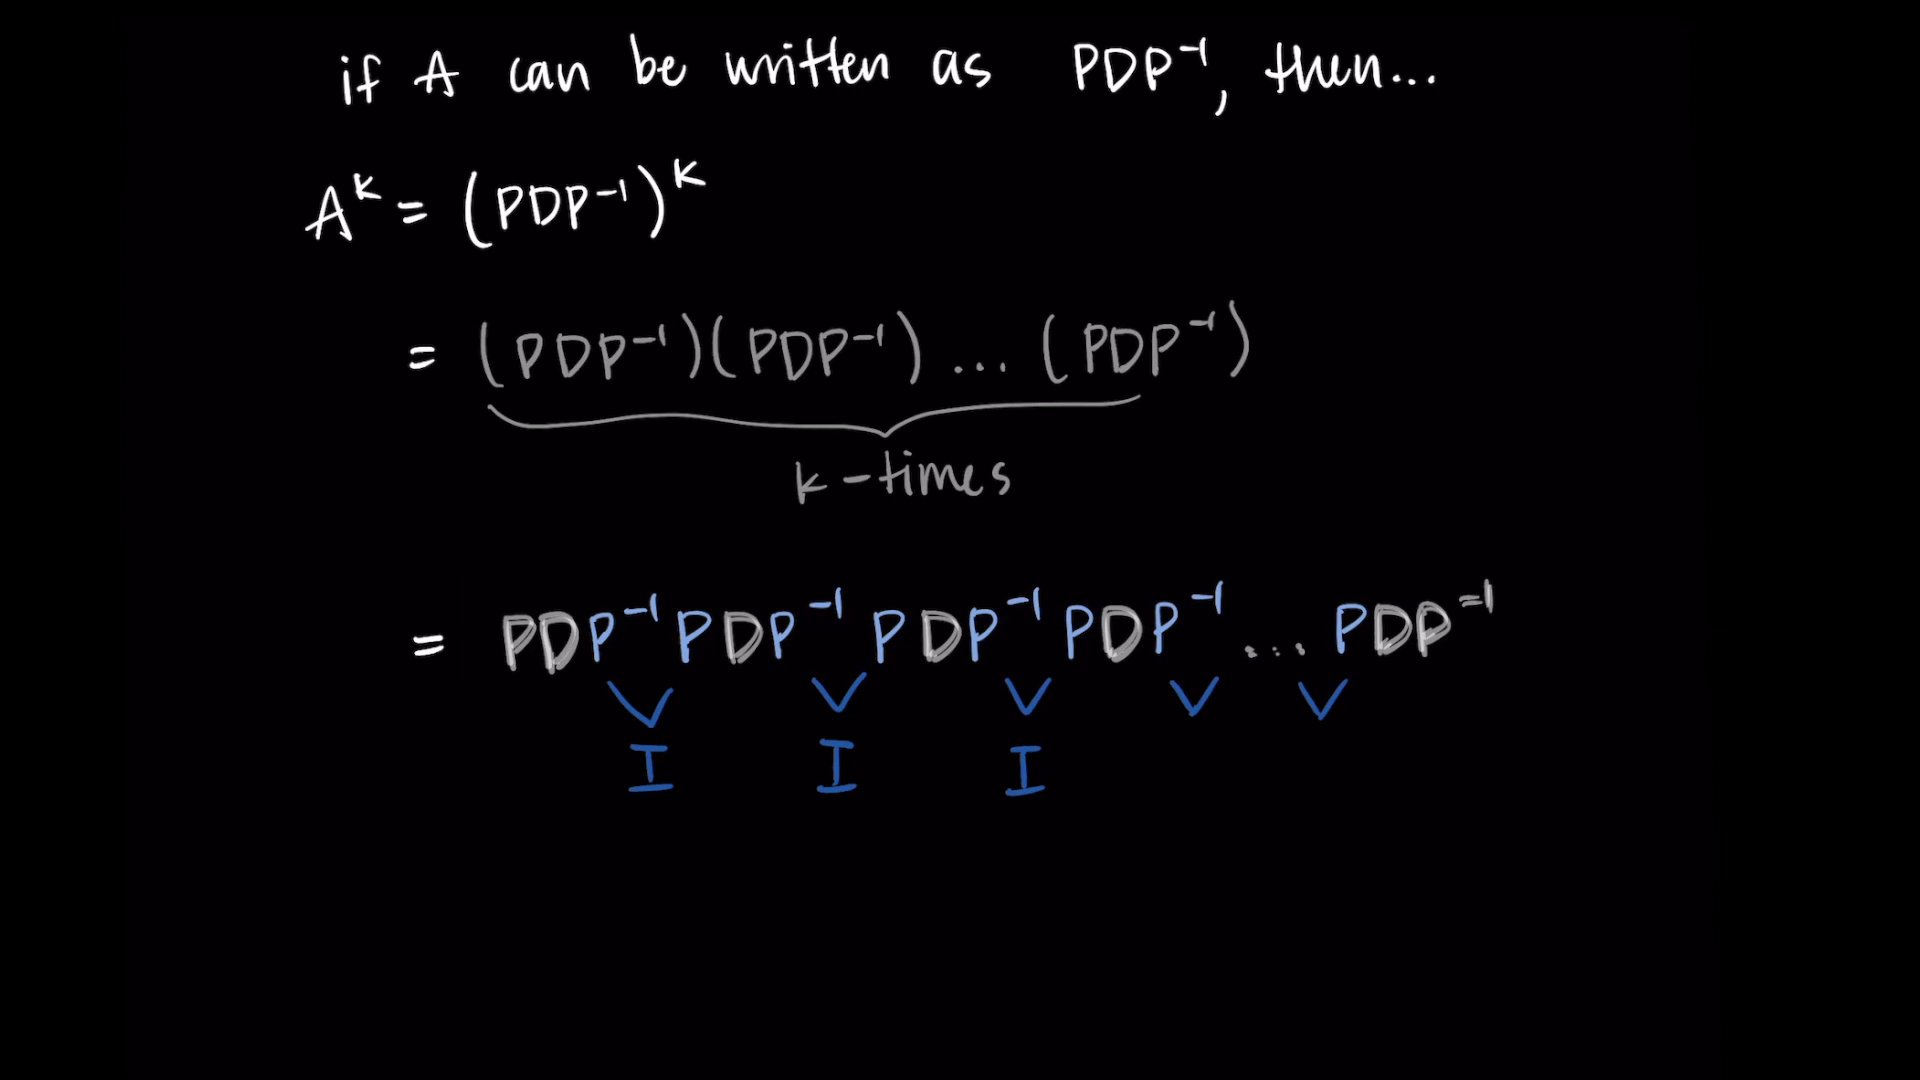 if A can be written as PDP⁻¹, then...
Aᵏ = (PDP⁻¹)ᵏ
= (PDP⁻¹)(PDP⁻¹) ... (PDP⁻¹)
k-times
= PDP⁻¹PDP⁻¹PDP⁻¹PDP⁻¹ ... PDP⁻¹
I I I